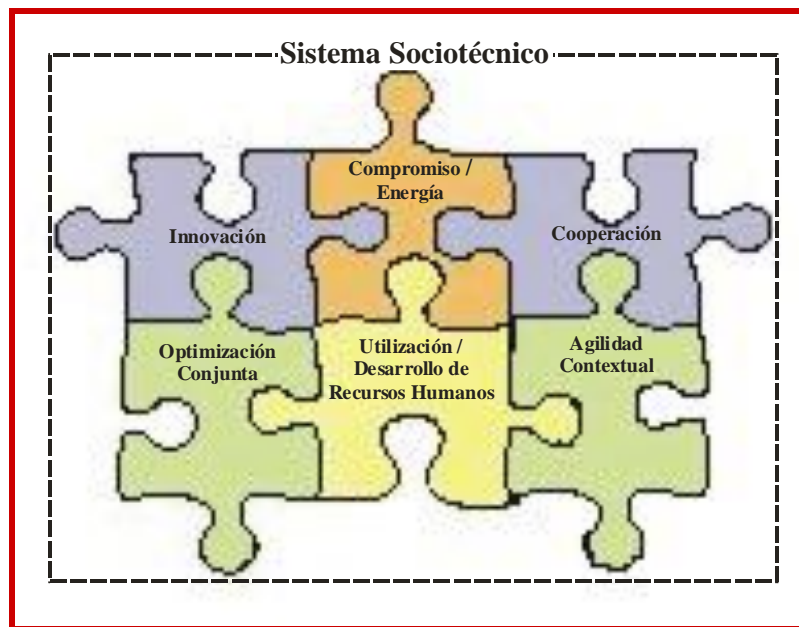 Sistema Sociotécnico
Compromiso /
Energía
Innovación
Cooperación
Optimización
Conjunta
Utilización /
Desarrollo de
Recursos Humanos
Agilidad
Contextual